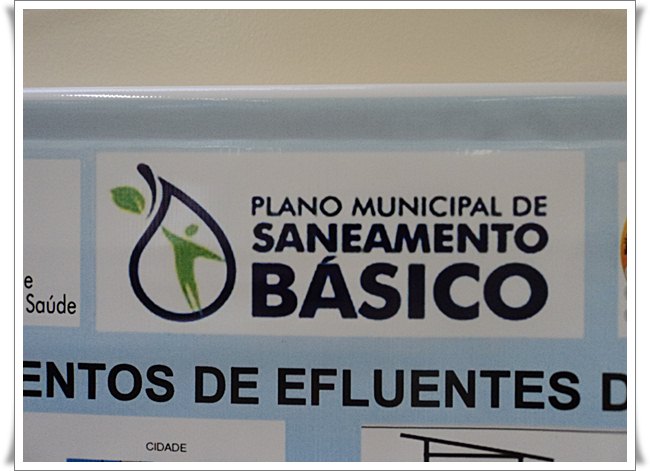 PLANO MUNICIPAL DE
SANEAMENTO
BÁSICO
e
Saúde
ENTOS DE EFLUENTES D
CIDADE